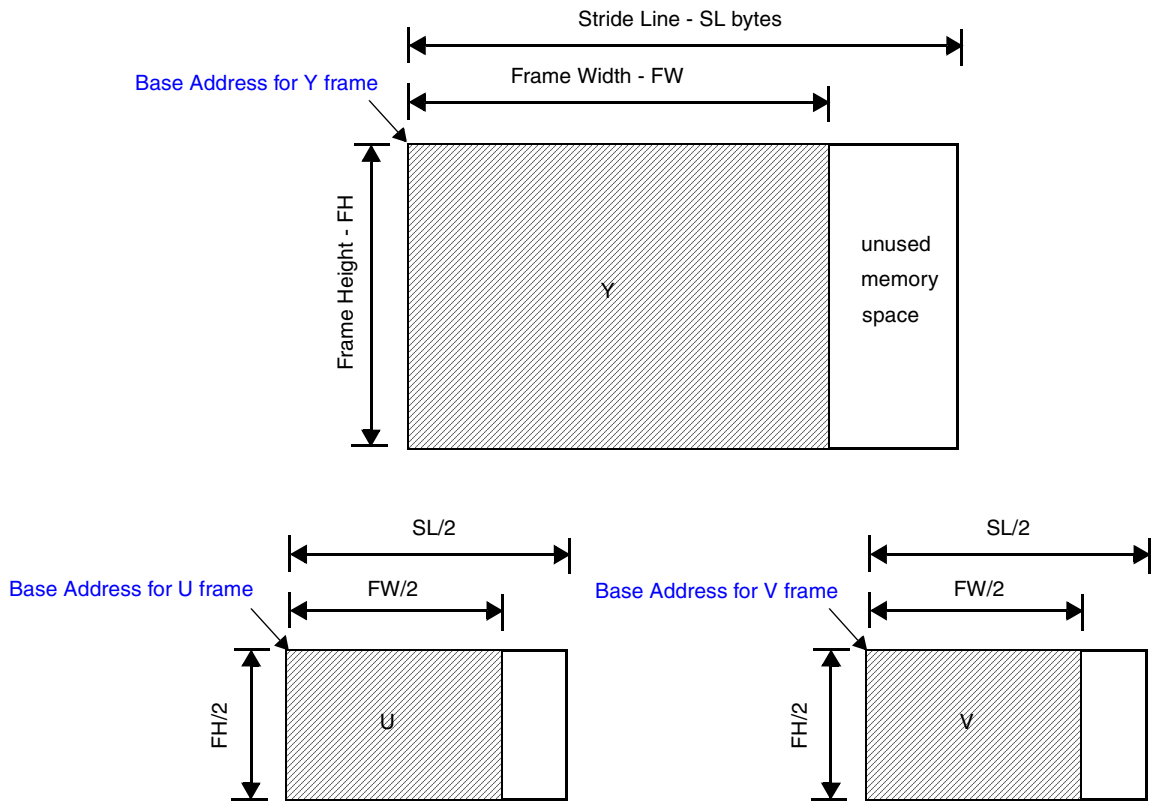 Stride Line - SL bytes
Frame Width - FW
Base Address for Y frame
Frame Height - FH
Y
unused
memory
space
SL/2
SL/2
Base Address for U frame
FW/2
Base Address for V frame
FW/2
FH/2
U
FH/2
V